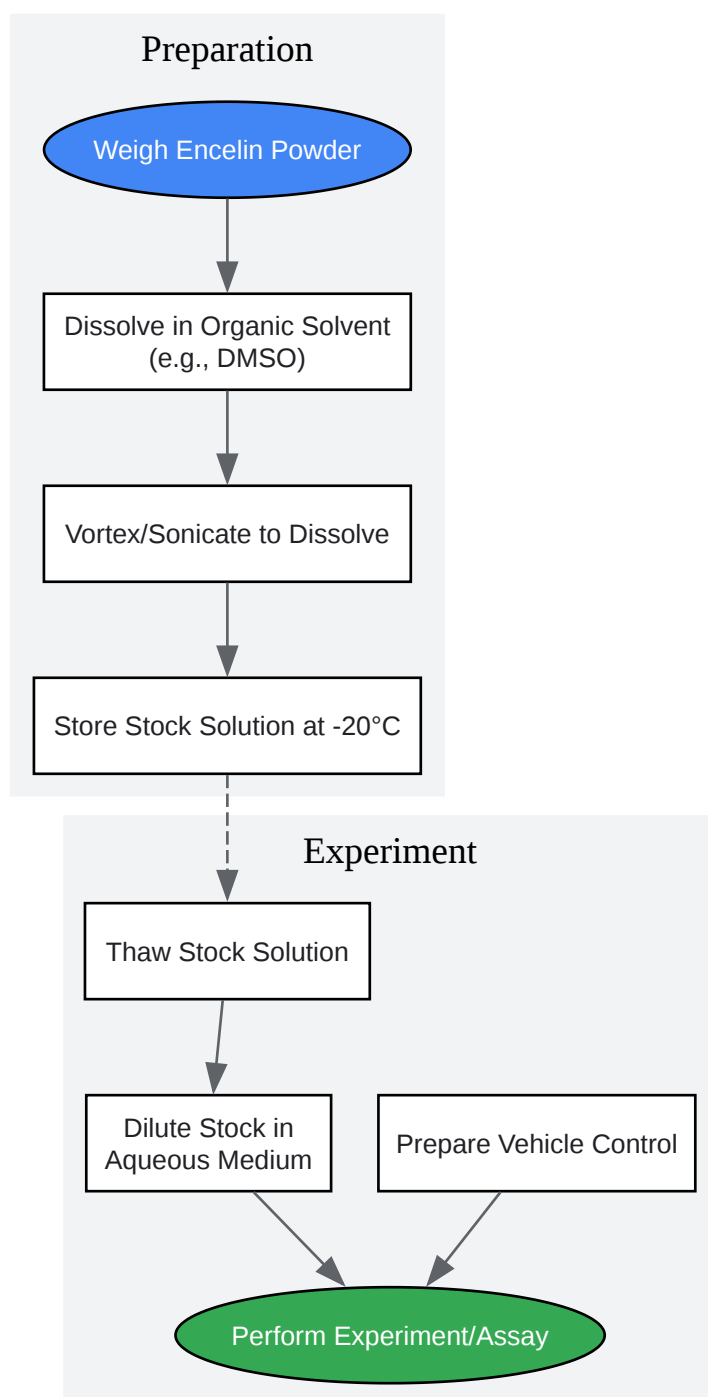 Preparation
Weigh Encelin Powder
Dissolve in Organic Solvent
(e.g., DMSO)
Vortex/Sonicate to Dissolve
Store Stock Solution at -20°C
Experiment
Thaw Stock Solution
Dilute Stock in
Aqueous Medium
Prepare Vehicle Control
Perform Experiment/Assay